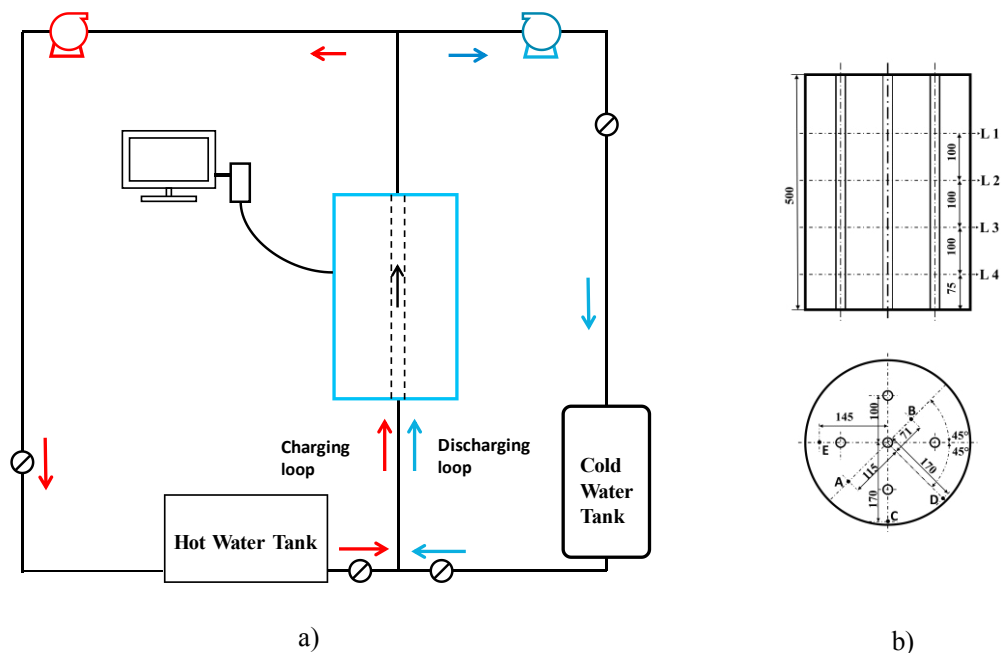 Charging
loop
Discharging
loop
Hot Water Tank
Cold
Water
Tank
a)
500
L 1
100
L 2
100
L 3
100
L 4
75
145
100
B
71
45°
45°
E
A
115
170
170
D
C
b)